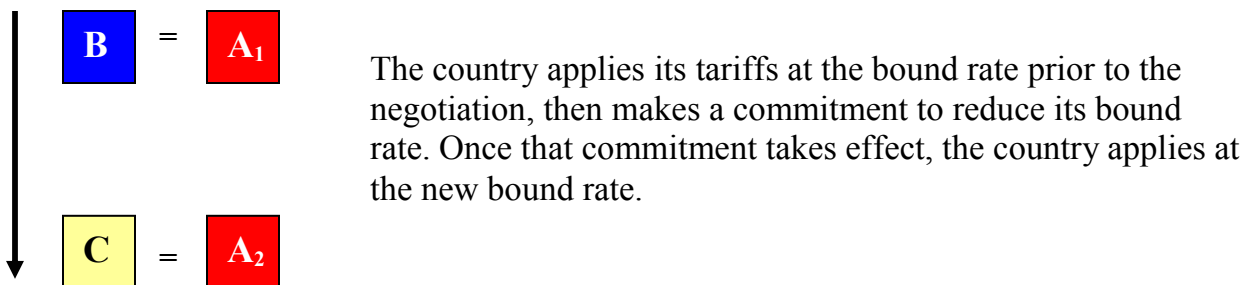 B = A₁
The country applies its tariffs at the bound rate prior to the
negotiation, then makes a commitment to reduce its bound
rate. Once that commitment takes effect, the country applies at
the new bound rate.
C = A₂